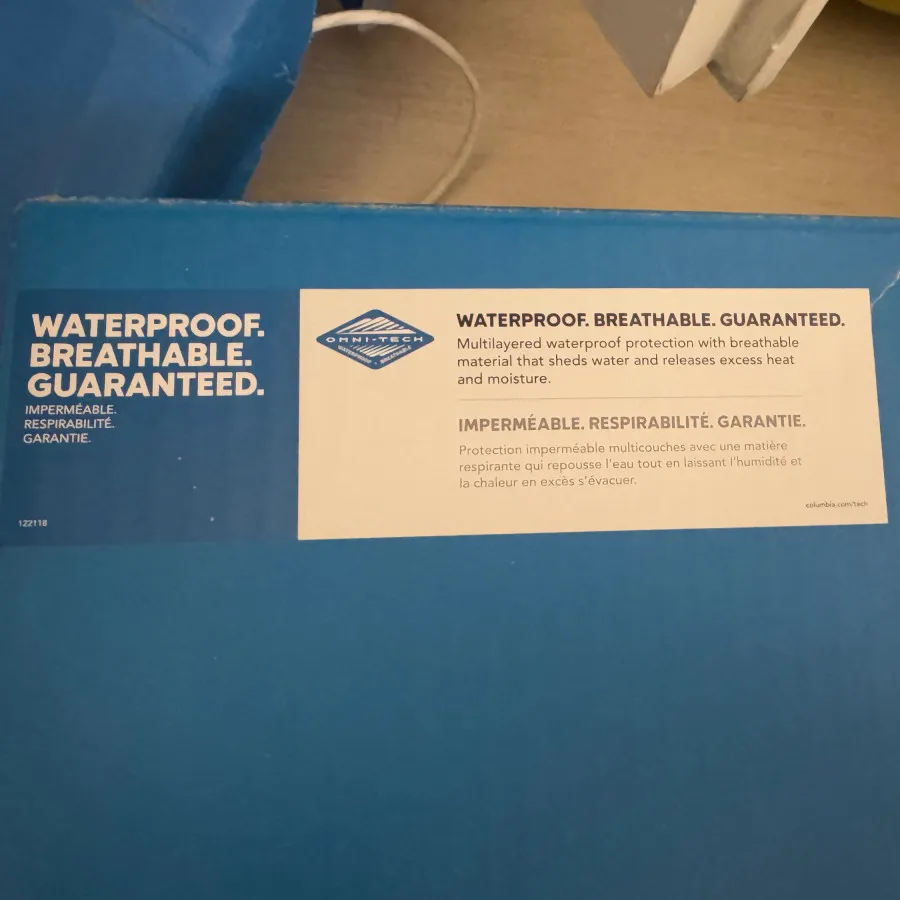 WATERPROOF.
BREATHABLE.
GUARANTEED.
IMPERMÉABLE.
RESPIRABILITÉ.
GARANTIE.
122118
OMNI-TECH
WATERPROOF • BREATHABLE
WATERPROOF. BREATHABLE. GUARANTEED.
Multilayered waterproof protection with breathable
material that sheds water and releases excess heat
and moisture.
IMPERMÉABLE. RESPIRABILITÉ. GARANTIE.
Protection imperméable multicouches avec une matière
respirante qui repousse l'eau tout en laissant l'humidité et
la chaleur en excès s'évacuer.
columbia.com/tech